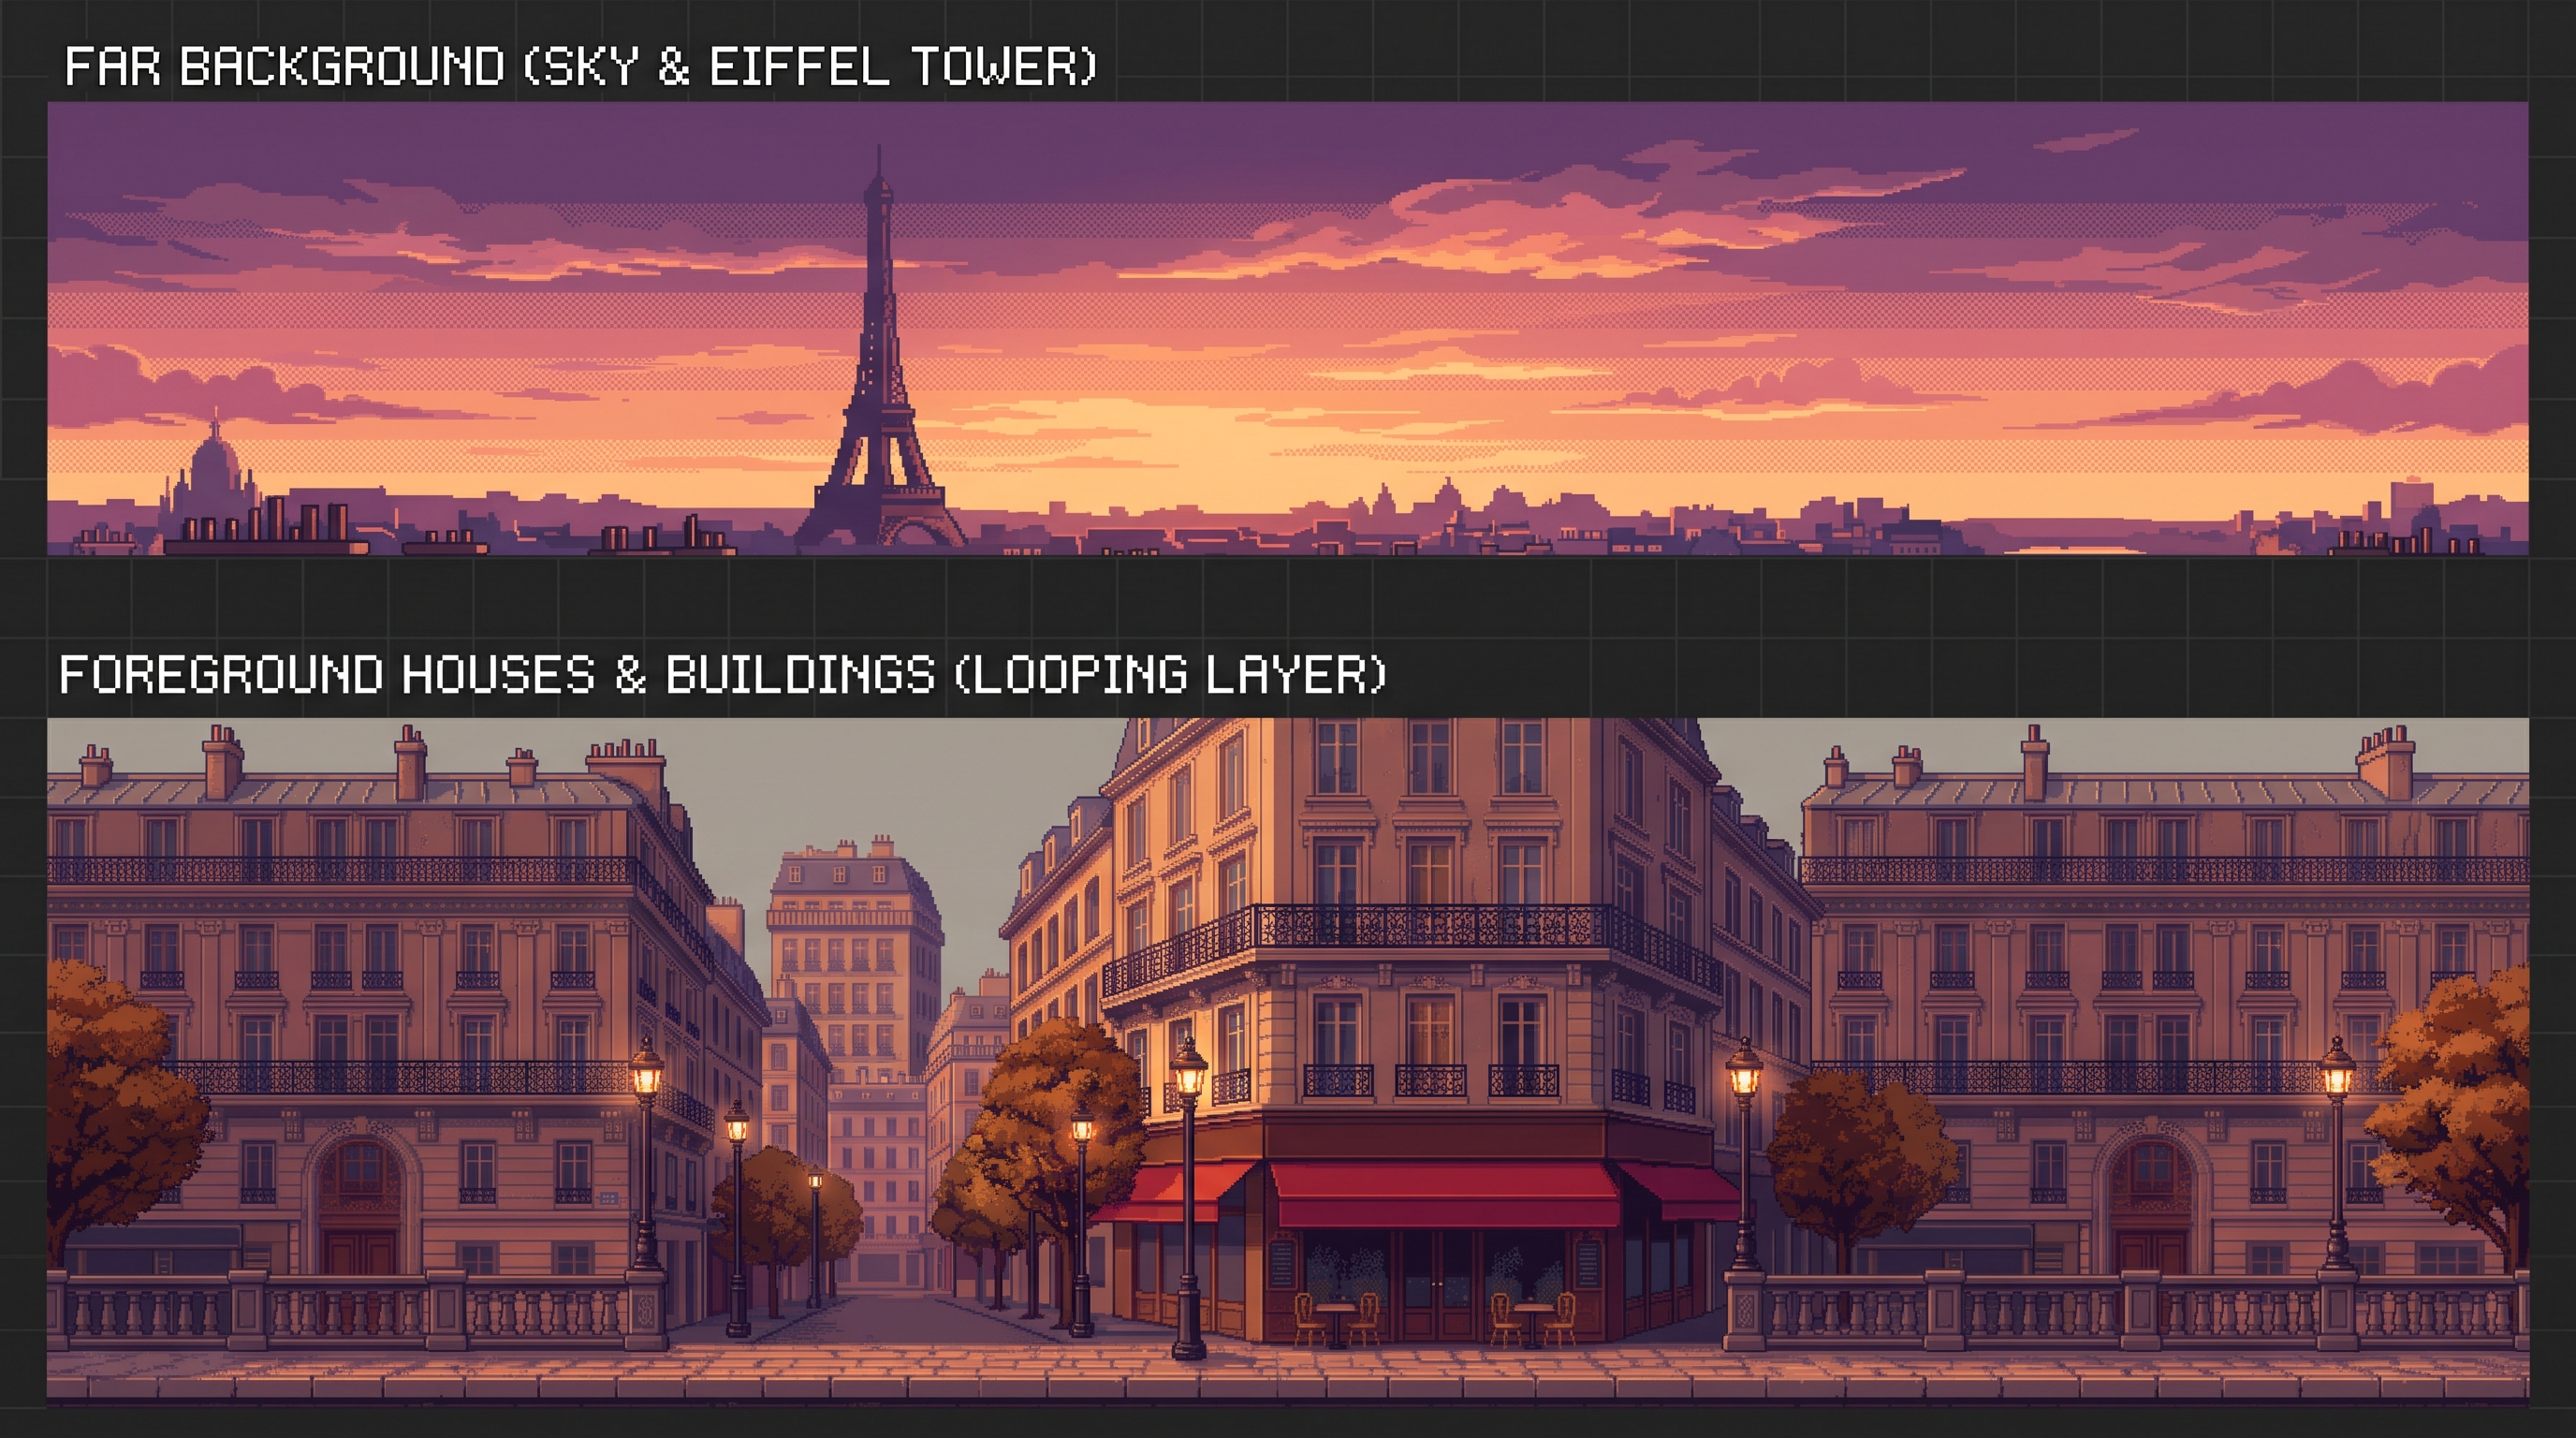 FAR BACKGROUND (SKY & EIFFEL TOWER)
FOREGROUND HOUSES & BUILDINGS (LOOPING LAYER)